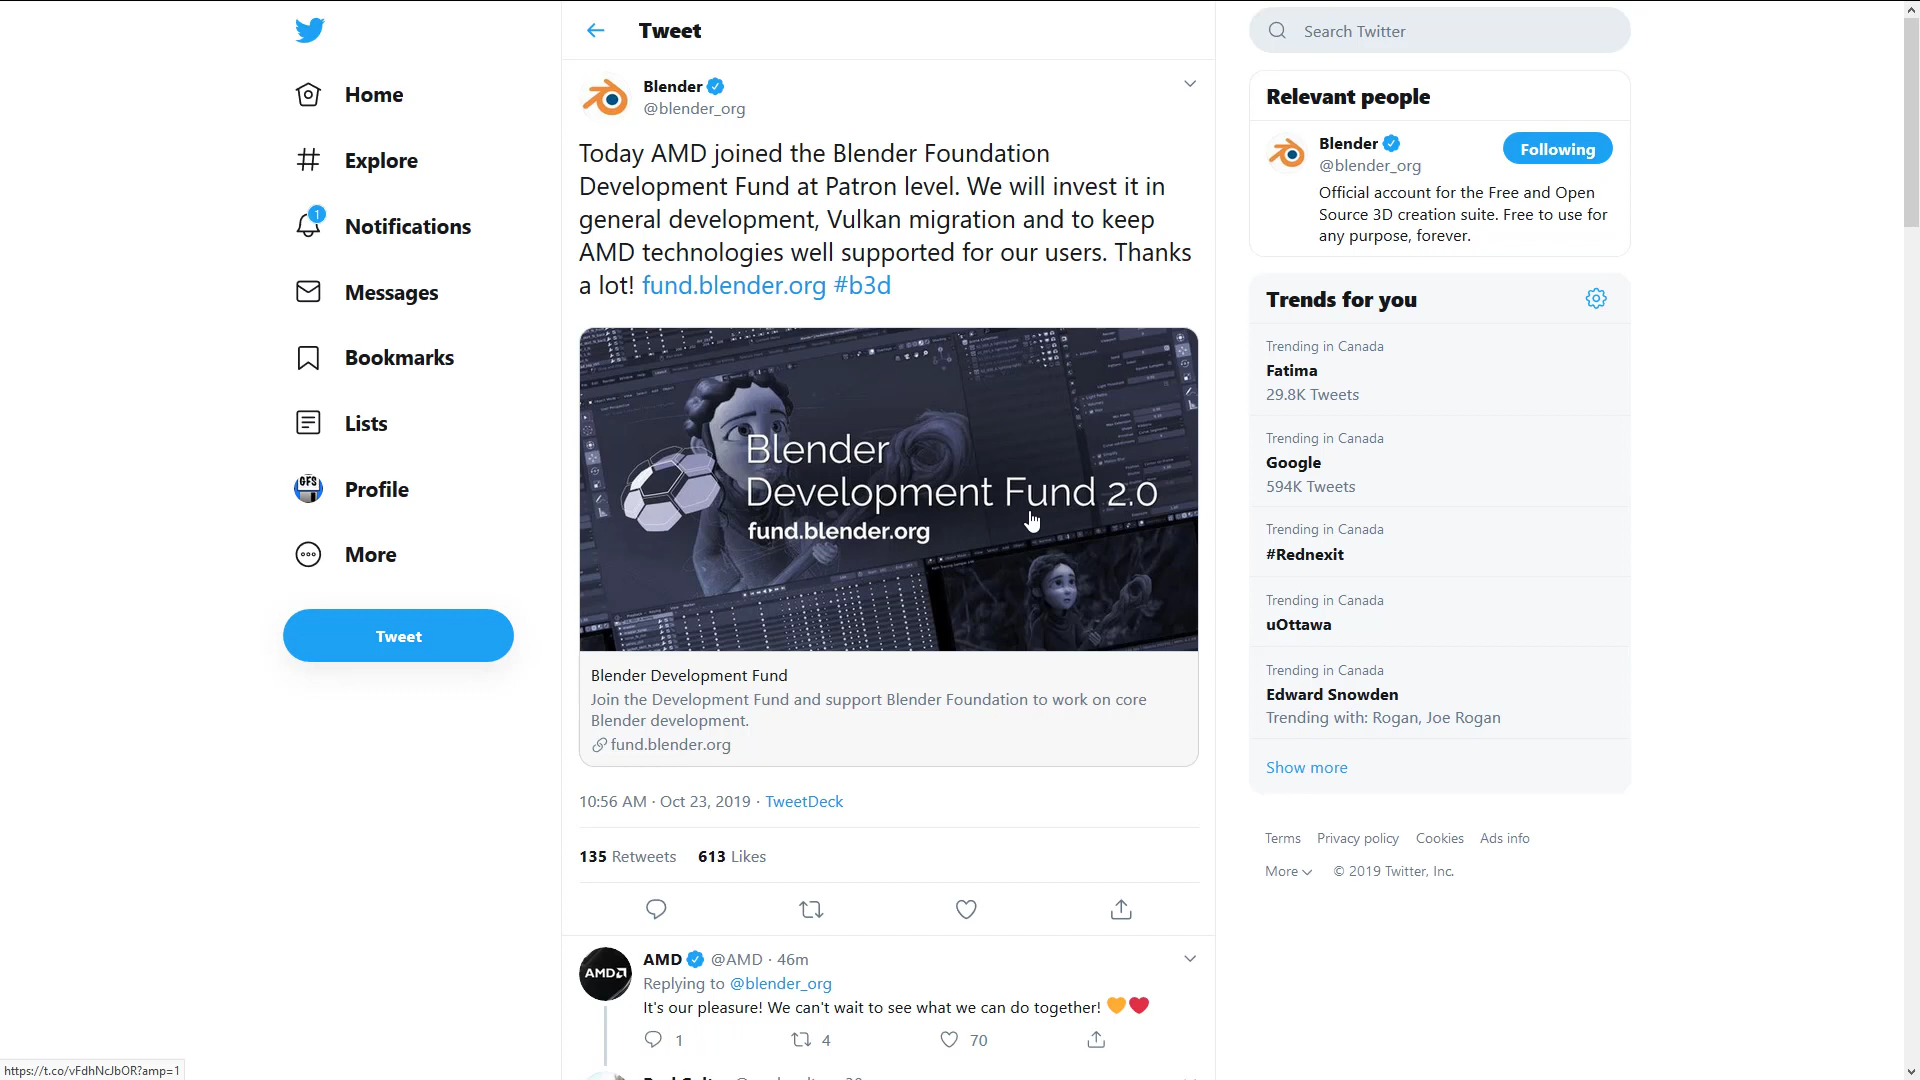 Home
Explore
1
Notifications
Messages
Bookmarks
Lists
GFS
Profile
More
Tweet
Tweet
Blender
@blender_org
Today AMD joined the Blender Foundation
Development Fund at Patron level. We will invest it in
general development, Vulkan migration and to keep
AMD technologies well supported for our users. Thanks
a lot! fund.blender.org #b3d
Blender
Development Fund 2.0
fund.blender.org
Blender Development Fund
Join the Development Fund and support Blender Foundation to work on core
Blender development.
fund.blender.org
10:56 AM · Oct 23, 2019 · TweetDeck
135 Retweets 613 Likes
AMD
AMD @AMD · 46m
Replying to @blender_org
It's our pleasure! We can't wait to see what we can do together! 🧡❤️
1 4 70
Search Twitter
Relevant people
Blender
@blender_org
Following
Official account for the Free and Open
Source 3D creation suite. Free to use for
any purpose, forever.
Trends for you
Trending in Canada
Fatima
29.8K Tweets
Trending in Canada
Google
594K Tweets
Trending in Canada
#Rednexit
Trending in Canada
uOttawa
Trending in Canada
Edward Snowden
Trending with: Rogan, Joe Rogan
Show more
Terms Privacy policy Cookies Ads info
More © 2019 Twitter, Inc.
https://t.co/vFdhNcJbOR?amp=1